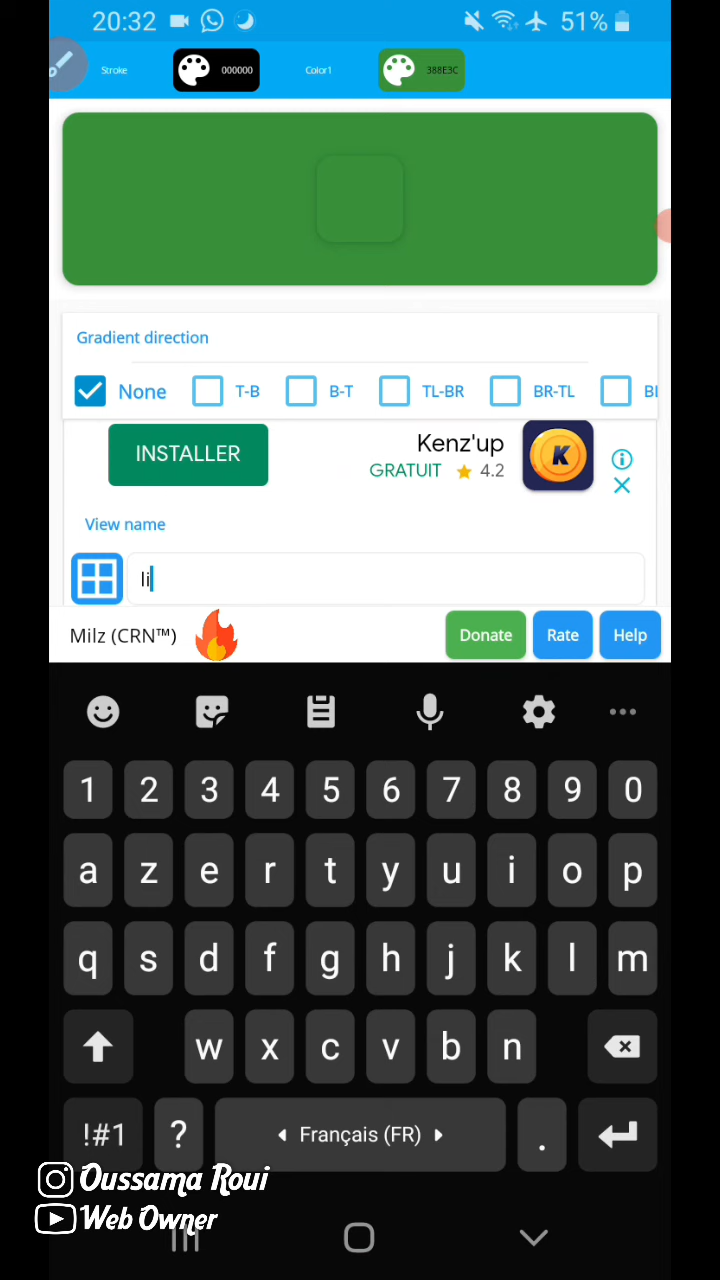 20:32 51%
Stroke 000000 Color1 388E3C
Gradient direction
None T-B B-T TL-BR BR-TL
INSTALLER Kenz'up
GRATUIT 4.2
View name
li
Milz (CRN™) Donate Rate Help
1 2 3 4 5 6 7 8 9 0
a z e r t y u i o p
q s d f g h j k l m
w x c v b n
!#1 ? Français (FR) .
Oussama Roui
Web Owner